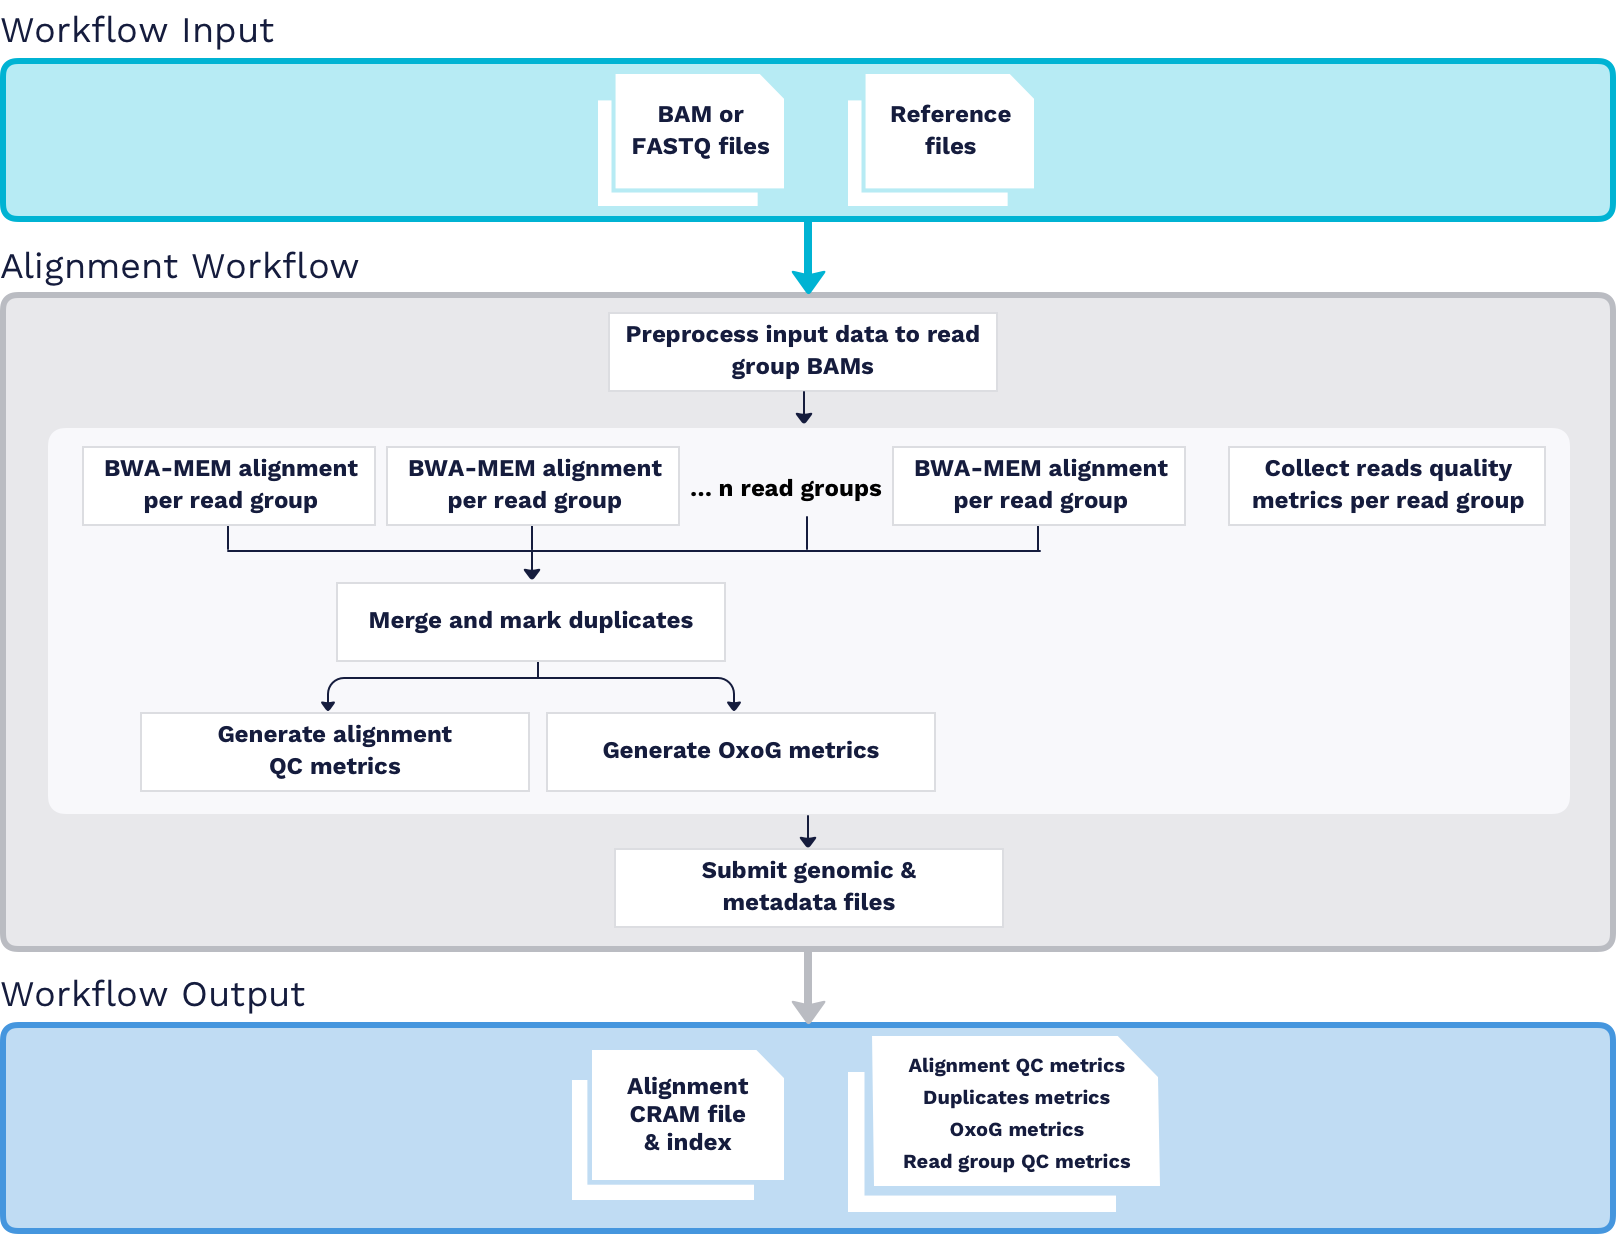 Workflow Input
BAM or
FASTQ files
Reference
files
Alignment Workflow
Preprocess input data to read
group BAMs
BWA-MEM alignment
per read group
BWA-MEM alignment
per read group
... n read groups
BWA-MEM alignment
per read group
Collect reads quality
metrics per read group
Merge and mark duplicates
Generate alignment
QC metrics
Generate OxoG metrics
Submit genomic &
metadata files
Workflow Output
Alignment
CRAM file
& index
Alignment QC metrics
Duplicates metrics
OxoG metrics
Read group QC metrics